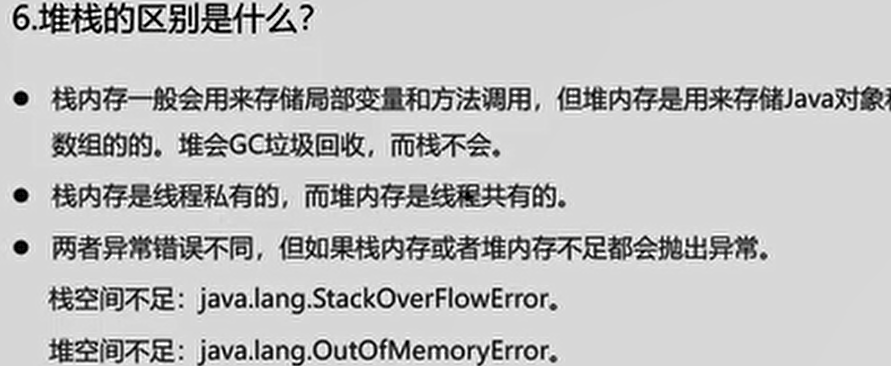 6.堆栈的区别是什么?
● 栈内存一般会用来存储局部变量和方法调用，但堆内存是用来存储Java对象和
数组的的。堆会GC垃圾回收，而栈不会。
● 栈内存是线程私有的，而堆内存是线程共有的。
● 两者异常错误不同，但如果栈内存或者堆内存不足都会抛出异常。
栈空间不足：java.lang.StackOverFlowError。
堆空间不足：java.lang.OutOfMemoryError。